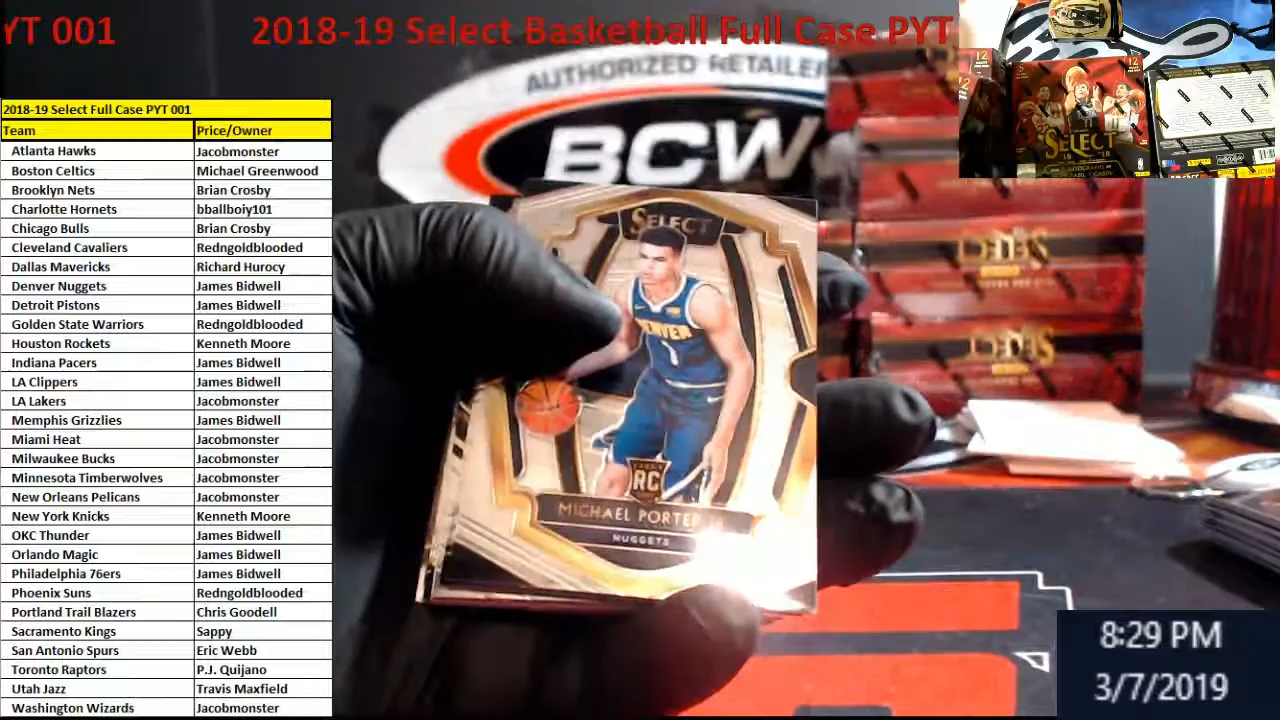 YT 001 2018-19 Select Basketball Full Case PYT
2018-19 Select Full Case PYT 001
Team Price/Owner
Atlanta Hawks Jacobmonster
Boston Celtics Michael Greenwood
Brooklyn Nets Brian Crosby
Charlotte Hornets bballboiy101
Chicago Bulls Brian Crosby
Cleveland Cavaliers Redngoldblooded
Dallas Mavericks Richard Hurocy
Denver Nuggets James Bidwell
Detroit Pistons James Bidwell
Golden State Warriors Redngoldblooded
Houston Rockets Kenneth Moore
Indiana Pacers James Bidwell
LA Clippers James Bidwell
LA Lakers Jacobmonster
Memphis Grizzlies James Bidwell
Miami Heat Jacobmonster
Milwaukee Bucks Jacobmonster
Minnesota Timberwolves Jacobmonster
New Orleans Pelicans Jacobmonster
New York Knicks Kenneth Moore
OKC Thunder James Bidwell
Orlando Magic James Bidwell
Philadelphia 76ers James Bidwell
Phoenix Suns Redngoldblooded
Portland Trail Blazers Chris Goodell
Sacramento Kings Sappy
San Antonio Spurs Eric Webb
Toronto Raptors P.J. Quijano
Utah Jazz Travis Maxfield
Washington Wizards Jacobmonster
AUTHORIZED RETAILER
BCW
SELECT
DENVER
1
RC
MICHAEL PORTER
NUGGETS
12
SELECT
8:29 PM
3/7/2019